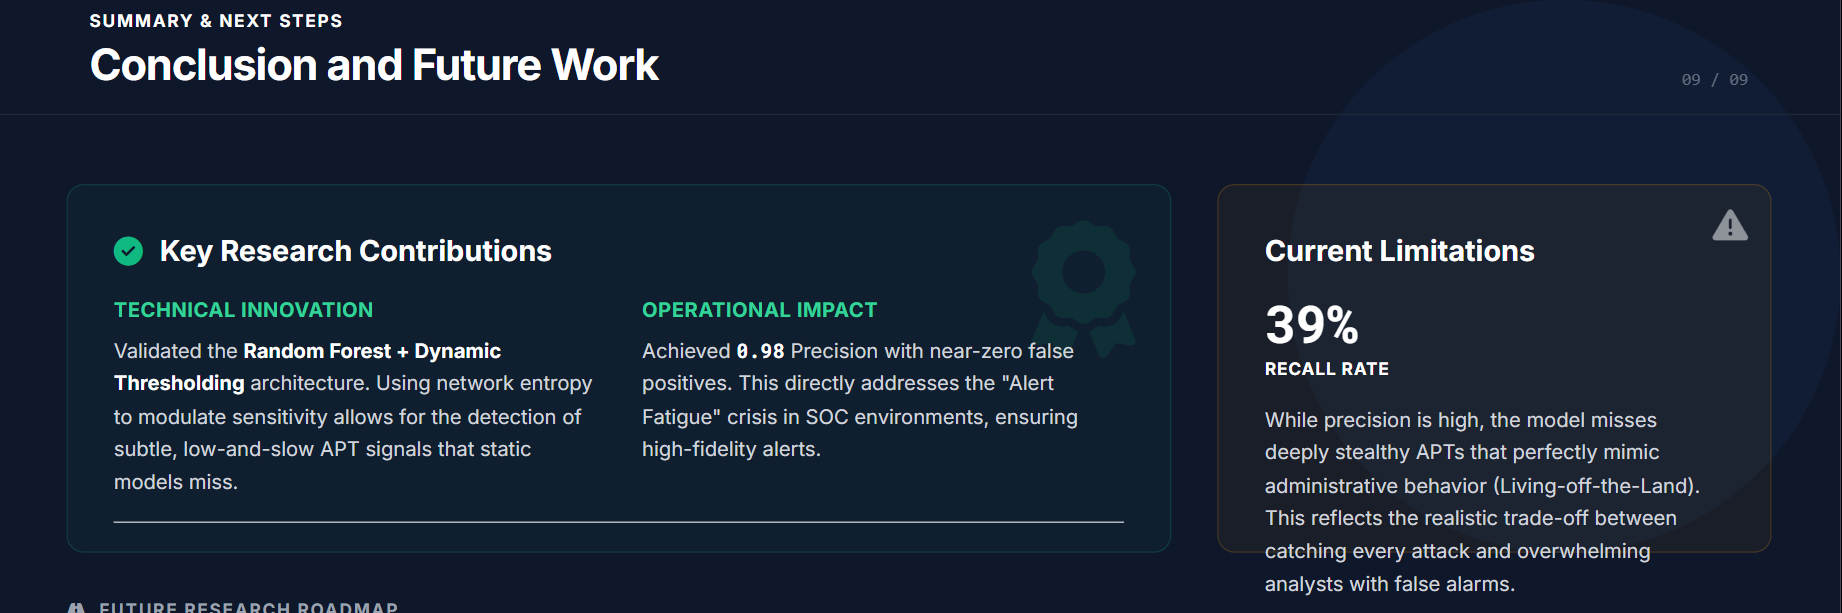 SUMMARY & NEXT STEPS
Conclusion and Future Work
09 / 09
Key Research Contributions
TECHNICAL INNOVATION
Validated the Random Forest + Dynamic
Thresholding architecture. Using network entropy
to modulate sensitivity allows for the detection of
subtle, low-and-slow APT signals that static
models miss.
OPERATIONAL IMPACT
Achieved 0.98 Precision with near-zero false
positives. This directly addresses the "Alert
Fatigue" crisis in SOC environments, ensuring
high-fidelity alerts.
Current Limitations
39%
RECALL RATE
While precision is high, the model misses
deeply stealthy APTs that perfectly mimic
administrative behavior (Living-off-the-Land).
This reflects the realistic trade-off between
catching every attack and overwhelming
analysts with false alarms.
FUTURE RESEARCH ROADMAP